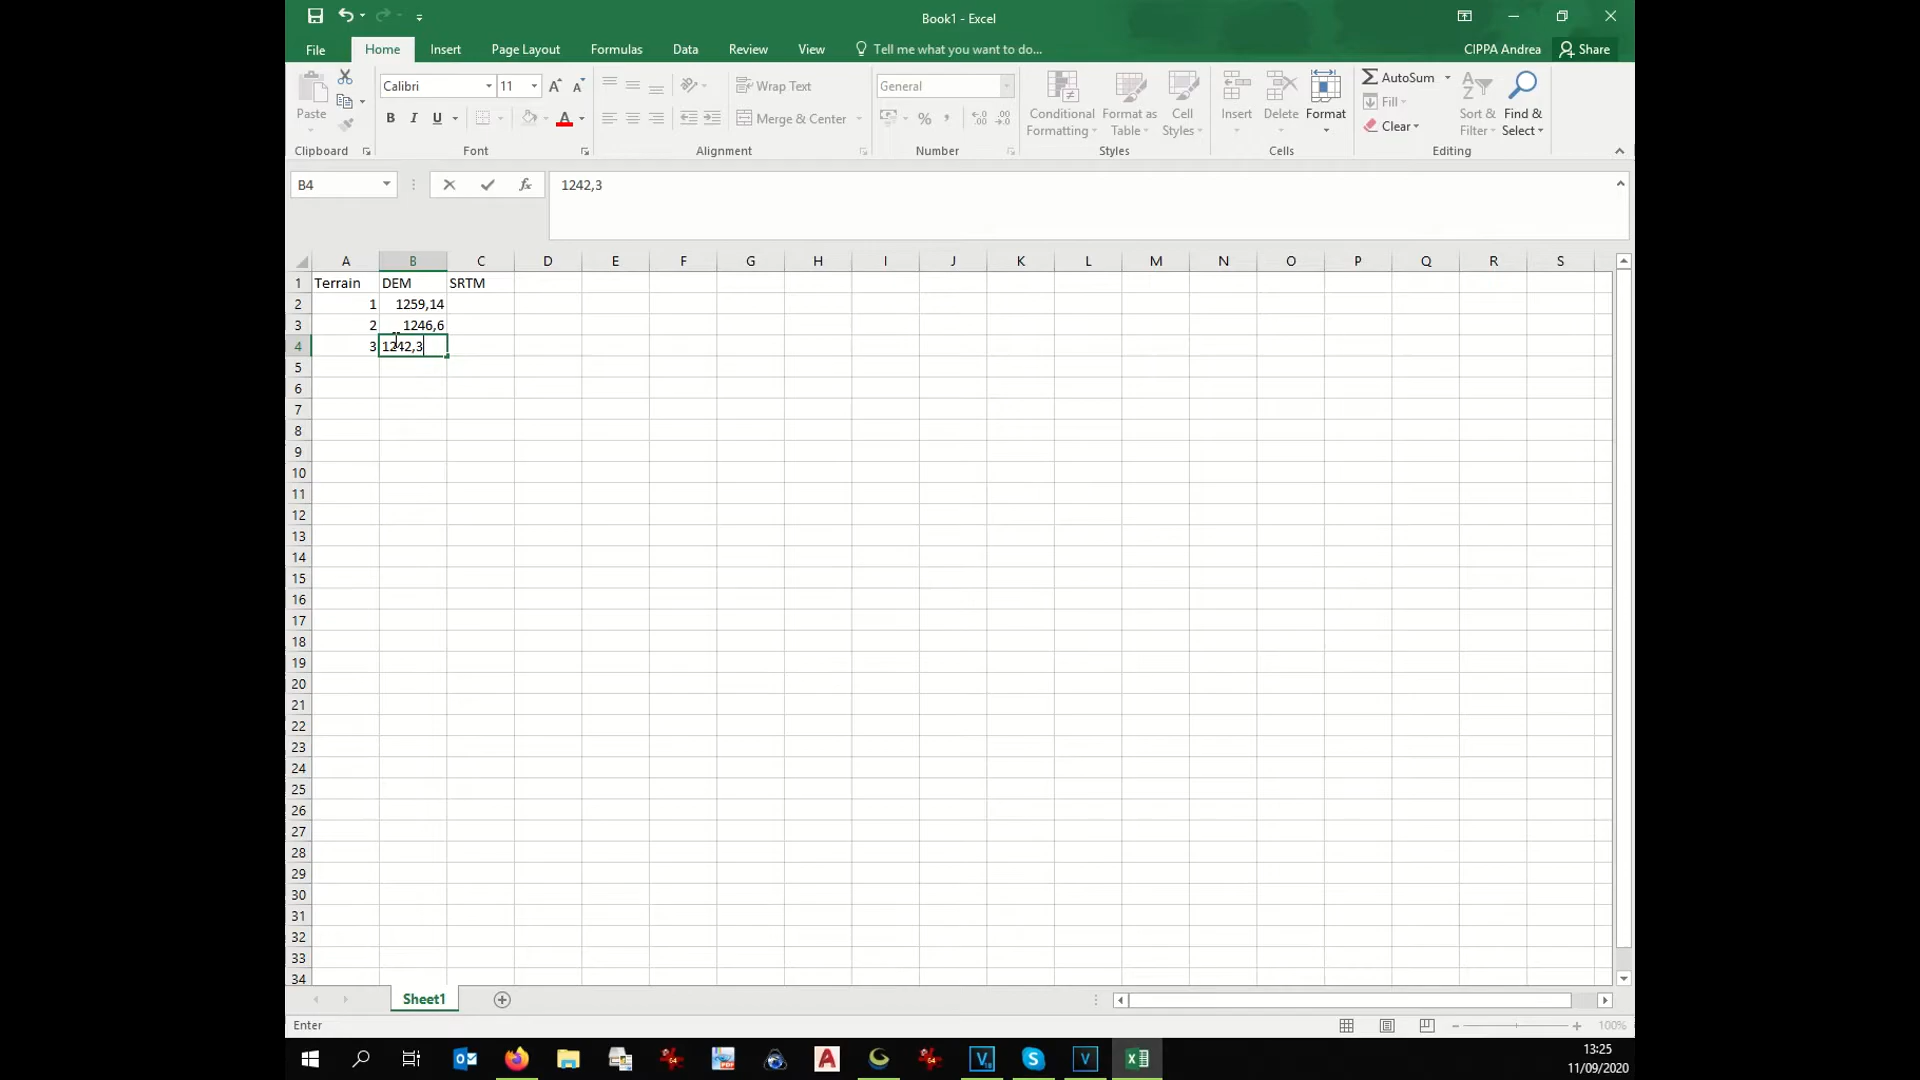 Book1 - Excel
File Home Insert Page Layout Formulas Data Review View Tell me what you want to do... CIPPA Andrea Share
Calibri 11 Wrap Text General AutoSum
Paste Conditional Formatting Format as Table Cell Styles Insert Delete Format Fill Sort & Filter Find & Select
B I U A Merge & Center % Clear
Clipboard Font Alignment Number Styles Cells Editing
B4 fx 1242,3
A B C D E F G H I J K L M N O P Q R S
1 Terrain DEM SRTM
2 1 1259,14
3 2 1246,6
4 3 1242,3
5
6
7
8
9
10
11
12
13
14
15
16
17
18
19
20
21
22
23
24
25
26
27
28
29
30
31
32
33
34
Sheet1
Enter 100%
13:25
11/09/2020